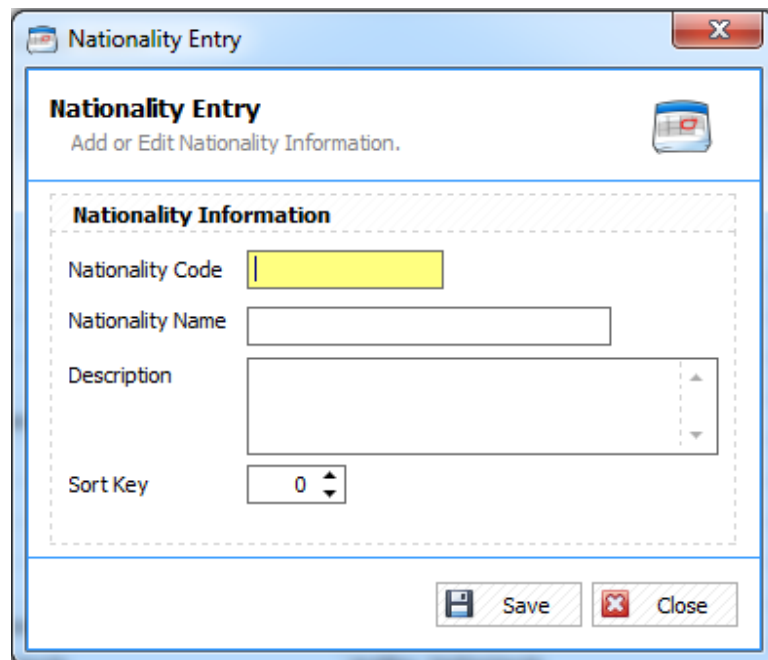 Nationality Entry
Nationality Entry
Add or Edit Nationality Information.
Nationality Information
Nationality Code
Nationality Name
Description
Sort Key 0
Save Close